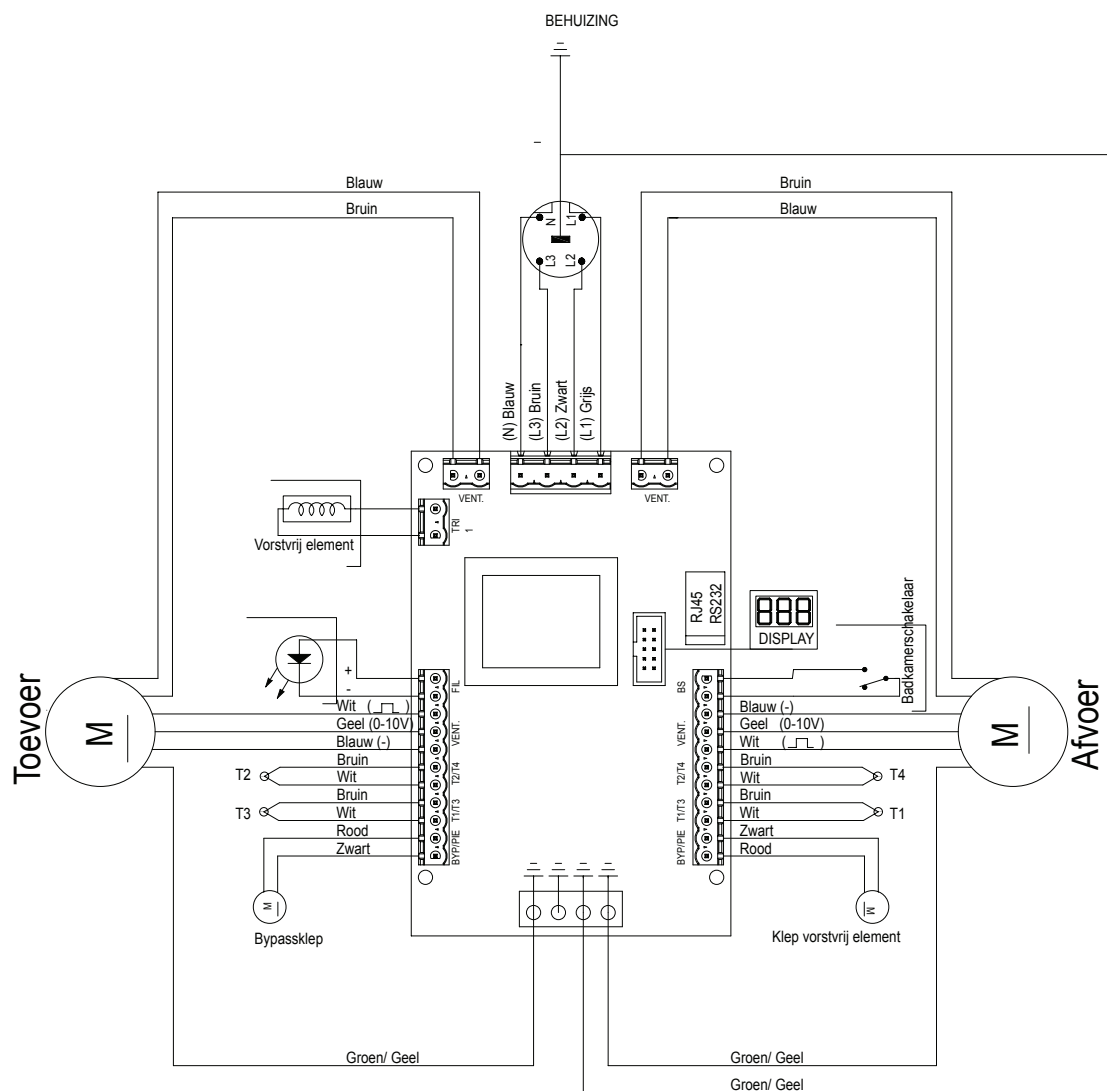 BEHUIZING
Blauw
Bruin
Bruin
Blauw
N
L1
L3
L2
(N) Blauw
(L3) Bruin
(L2) Zwart
(L1) Grijs
VENT.
VENT.
TRI
1
Vorstvrij element
RJ45
RS232
DISPLAY
Badkamerschakelaar
+
-
FIL
BS
Wit
Geel (0-10V)
Blauw (-)
VENT.
Bruin
Wit
T2/T4
Bruin
Wit
T1/T3
Rood
Zwart
BYP/PIE
T2
T3
M
Bypassklep
Toevoer
M
Blauw (-)
Geel (0-10V)
Wit
VENT.
Bruin
Wit
T2/T4
Bruin
Wit
T1/T3
Zwart
Rood
BYP/PIE
T4
T1
M
Klep vorstvrij element
M
Afvoer
Groen/ Geel
Groen/ Geel
Groen/ Geel